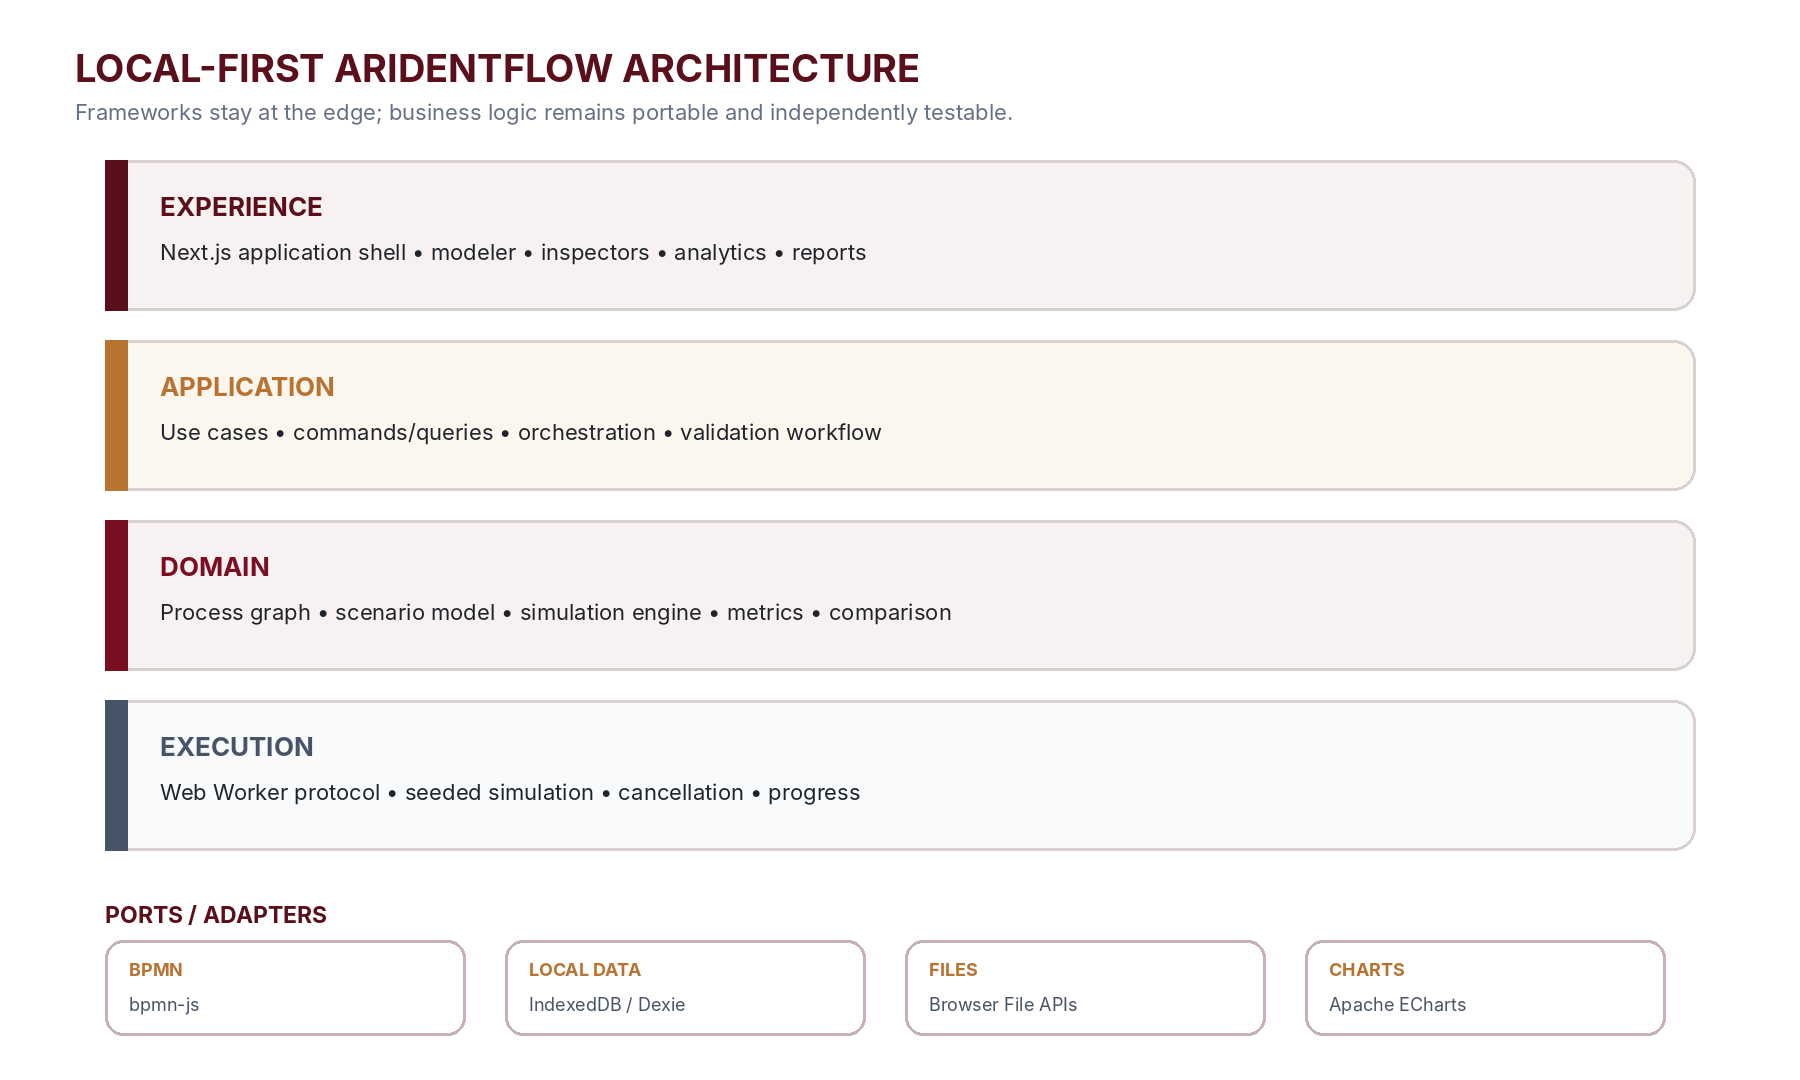 LOCAL-FIRST ARIDENTFLOW ARCHITECTURE
Frameworks stay at the edge; business logic remains portable and independently testable.
EXPERIENCE
Next.js application shell • modeler • inspectors • analytics • reports
APPLICATION
Use cases • commands/queries • orchestration • validation workflow
DOMAIN
Process graph • scenario model • simulation engine • metrics • comparison
EXECUTION
Web Worker protocol • seeded simulation • cancellation • progress
PORTS / ADAPTERS
BPMN
bpmn-js
LOCAL DATA
IndexedDB / Dexie
FILES
Browser File APIs
CHARTS
Apache ECharts